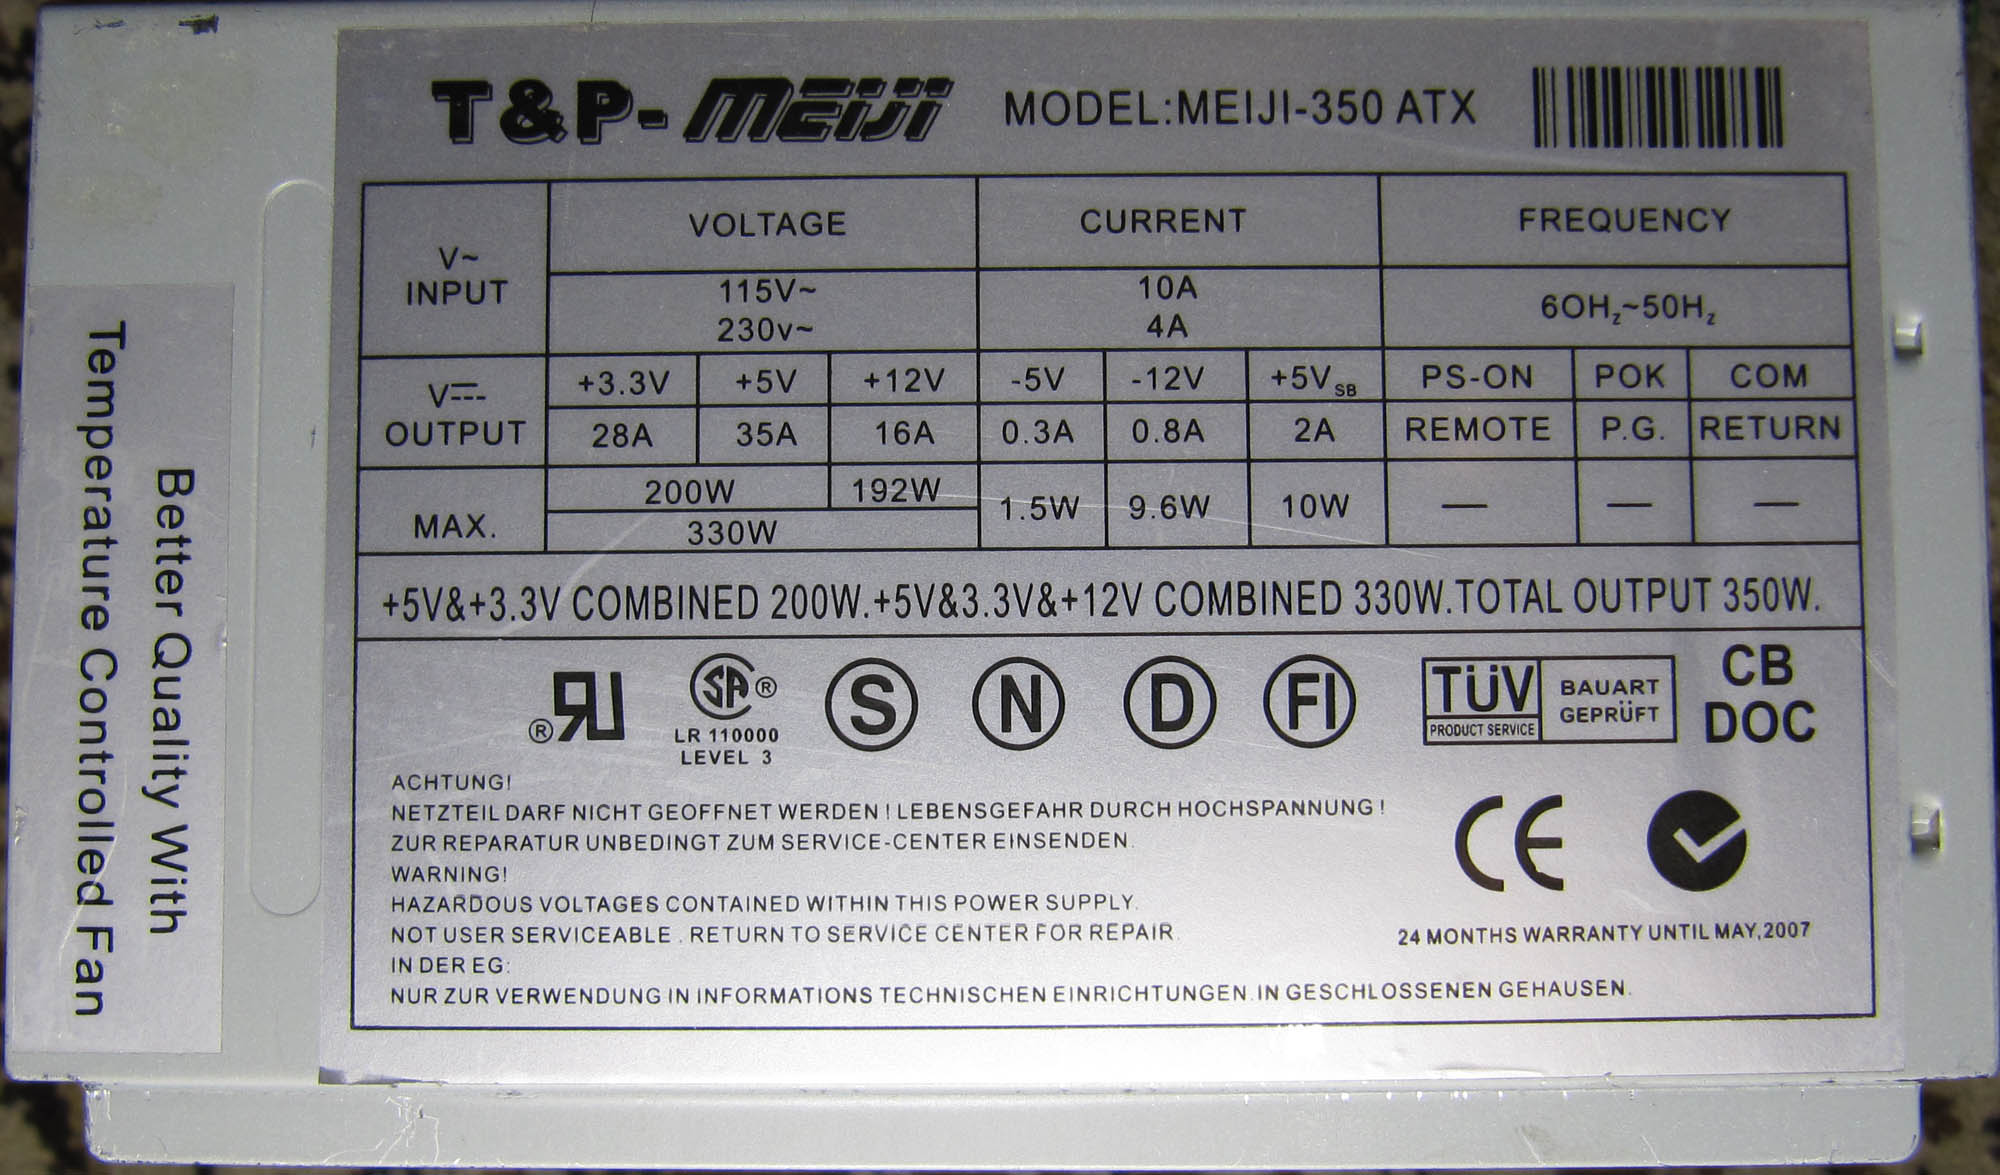 T&P-MEIJI MODEL:MEIJI-350 ATX
V~ INPUT VOLTAGE CURRENT FREQUENCY
115V~ 10A 60Hz~50Hz
230v~ 4A
V⎓ OUTPUT +3.3V +5V +12V -5V -12V +5VSB PS-ON POK COM
28A 35A 16A 0.3A 0.8A 2A REMOTE P.G. RETURN
MAX. 200W 192W 1.5W 9.6W 10W — — —
330W
+5V&+3.3V COMBINED 200W.+5V&3.3V&+12V COMBINED 330W.TOTAL OUTPUT 350W.
®RU SA® S N D FI TÜV BAUART CB
LR 110000 PRODUCT SERVICE GEPRÜFT DOC
LEVEL 3
ACHTUNG!
NETZTEIL DARF NICHT GEOFFNET WERDEN! LEBENSGEFAHR DURCH HOCHSPANNUNG!
ZUR REPARATUR UNBEDINGT ZUM SERVICE-CENTER EINSENDEN.
WARNING!
HAZARDOUS VOLTAGES CONTAINED WITHIN THIS POWER SUPPLY.
NOT USER SERVICEABLE . RETURN TO SERVICE CENTER FOR REPAIR.
IN DER EG:
NUR ZUR VERWENDUNG IN INFORMATIONS TECHNISCHEN EINRICHTUNGEN.IN GESCHLOSSENEN GEHAUSEN.
CE
24 MONTHS WARRANTY UNTIL MAY,2007
Better Quality With
Temperature Controlled Fan